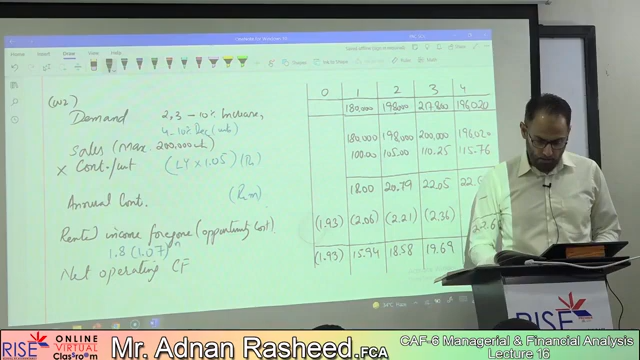 0 1 2 3 4
(W2) 180,000 198,000 217,800 196,020
Demand 2,3 – 10% Increase,
4 – 10% Dec (units)
Sales (max 200,000 units) 180,000 198,000 200,000 196,020
X Cont./unit (LY x 1.05) (Rs) 100.00 105.00 110.25 115.76
Annual Cont. (Rs m) 18.00 20.79 22.05
Rented income foregone (opportunity cost) (1.93) (2.06) (2.21) (2.36)
1.8 (1.07)^n
Net operating CF (1.93) 15.94 18.58 19.69
RISE
RISE ONLINE VIRTUAL Classroom
Mr. Adnan Rasheed.FCA
CAF-6 Managerial & Financial Analysis
Lecture 16